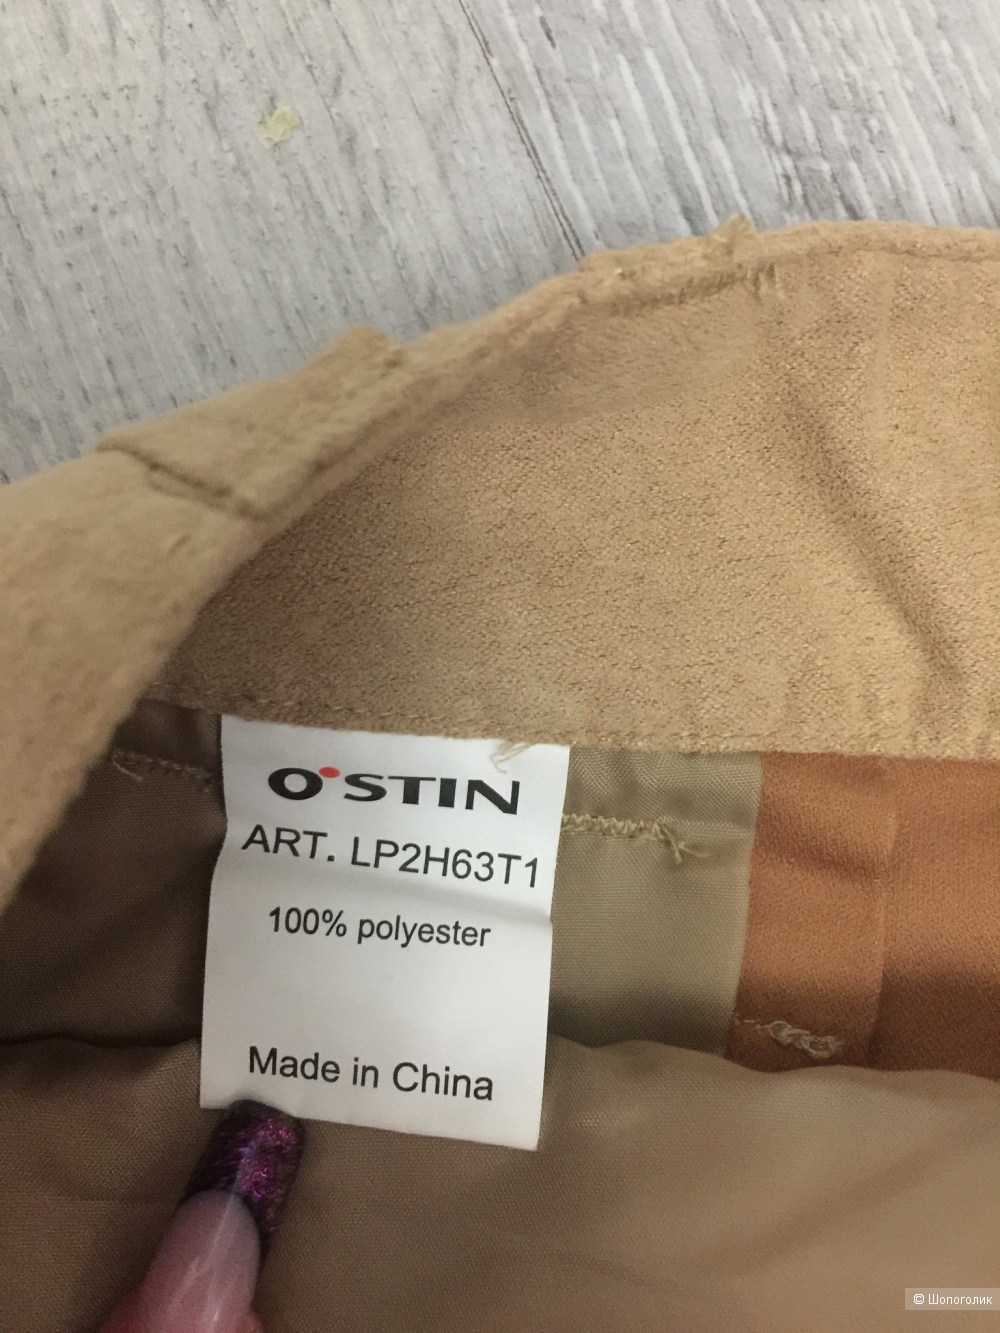 O'STIN
ART. LP2H63T1
100% polyester
Made in China
© Шопоголик